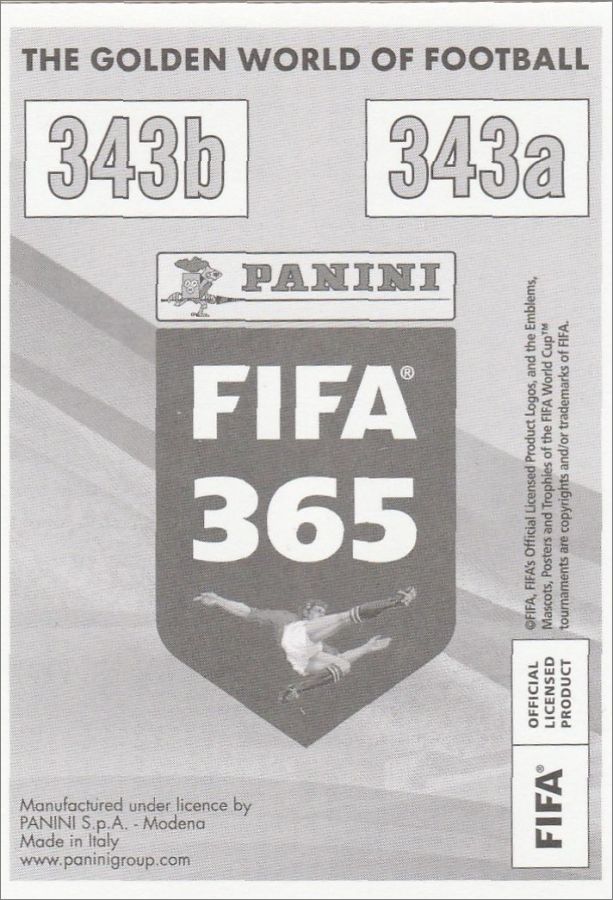 THE GOLDEN WORLD OF FOOTBALL
343b
343a
PANINI
FIFA®
365
©FIFA, FIFA's Official Licensed Product Logos, and the Emblems,
Mascots, Posters and Trophies of the FIFA World Cup™
tournaments are copyrights and/or trademarks of FIFA.
OFFICIAL
LICENSED
PRODUCT
FIFA®
Manufactured under licence by
PANINI S.p.A. - Modena
Made in Italy
www.paninigroup.com